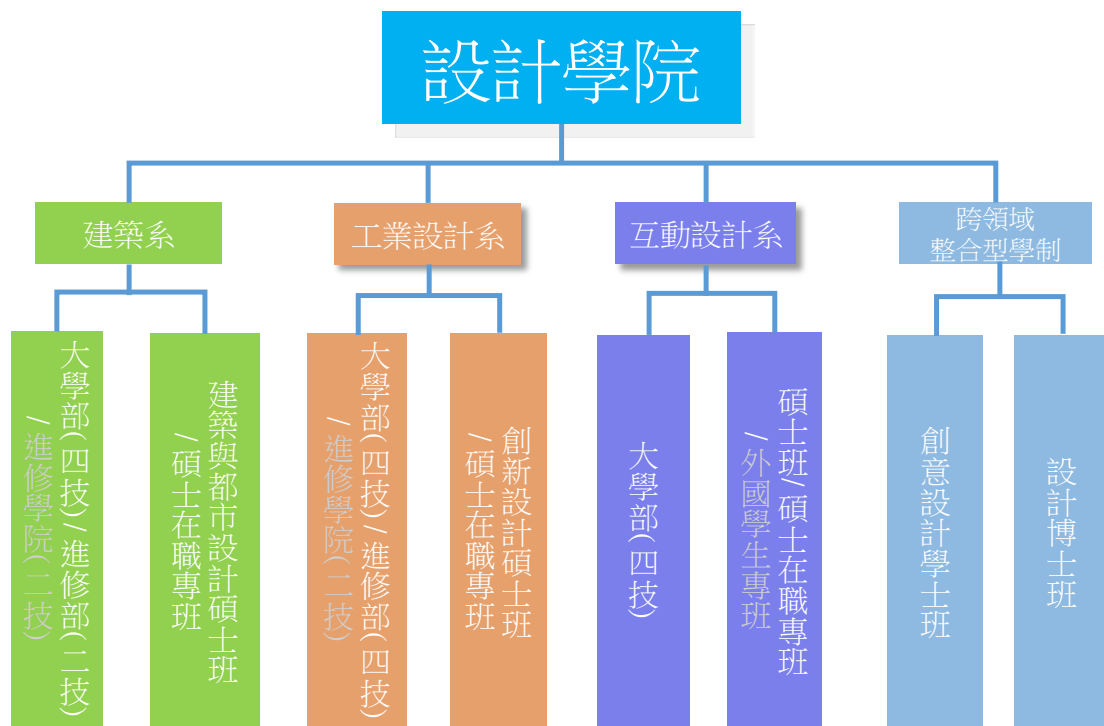 設計學院
建築系
工業設計系
互動設計系
跨領域
整合型學制
大學部(四技)/進修部(二技)
/進修學院(二技)
建築與都市設計碩士班
/碩士在職專班
大學部(四技)/進修部(四技)
/進修學院(二技)
創新設計碩士班
/碩士在職專班
大學部(四技)
碩士班/碩士在職專班
/外國學生專班
創意設計學士班
設計博士班